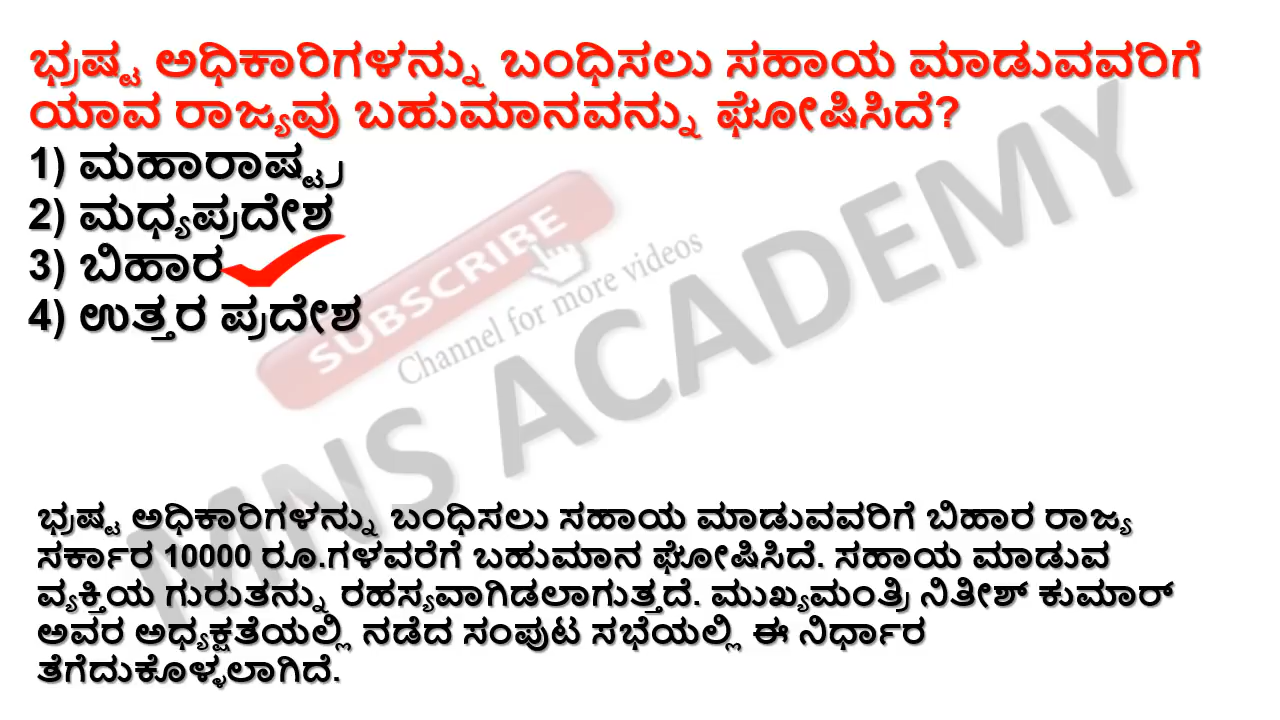 ಭ್ರಷ್ಟ ಅಧಿಕಾರಿಗಳನ್ನು ಬಂಧಿಸಲು ಸಹಾಯ ಮಾಡುವವರಿಗೆ
ಯಾವ ರಾಜ್ಯವು ಬಹುಮಾನವನ್ನು ಘೋಷಿಸಿದೆ?
1) ಮಹಾರಾಷ್ಟ್ರ
2) ಮಧ್ಯಪ್ರದೇಶ
3) ಬಿಹಾರ
4) ಉತ್ತರ ಪ್ರದೇಶ
SUBSCRIBE
Channel for more videos
MNS ACADEMY
ಭ್ರಷ್ಟ ಅಧಿಕಾರಿಗಳನ್ನು ಬಂಧಿಸಲು ಸಹಾಯ ಮಾಡುವವರಿಗೆ ಬಿಹಾರ ರಾಜ್ಯ
ಸರ್ಕಾರ 10000 ರೂ.ಗಳವರೆಗೆ ಬಹುಮಾನ ಘೋಷಿಸಿದೆ. ಸಹಾಯ ಮಾಡುವ
ವ್ಯಕ್ತಿಯ ಗುರುತನ್ನು ರಹಸ್ಯವಾಗಿಡಲಾಗುತ್ತದೆ. ಮುಖ್ಯಮಂತ್ರಿ ನಿತೀಶ್ ಕುಮಾರ್
ಅವರ ಅಧ್ಯಕ್ಷತೆಯಲ್ಲಿ ನಡೆದ ಸಂಪುಟ ಸಭೆಯಲ್ಲಿ ಈ ನಿರ್ಧಾರ
ತೆಗೆದುಕೊಳ್ಳಲಾಗಿದೆ.